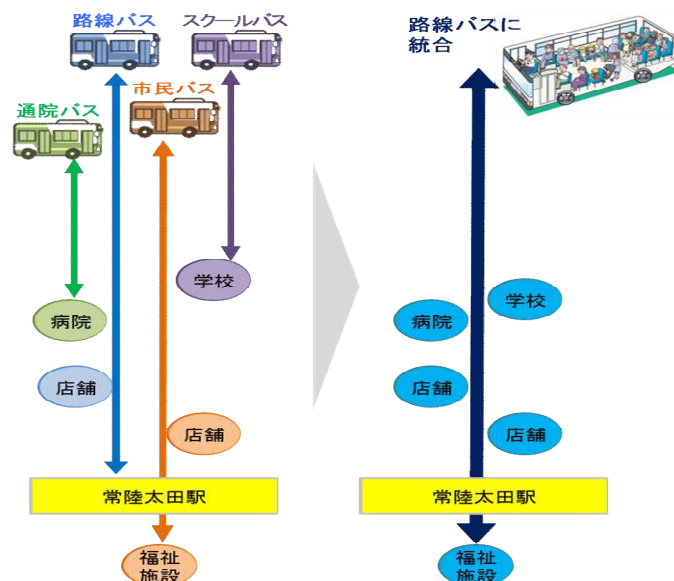 路線バス
スクールバス
市民バス
通院バス
学校
病院
店舗
店舗
常陸太田駅
福祉
施設
路線バスに
統合
学校
病院
店舗
店舗
常陸太田駅
福祉
施設